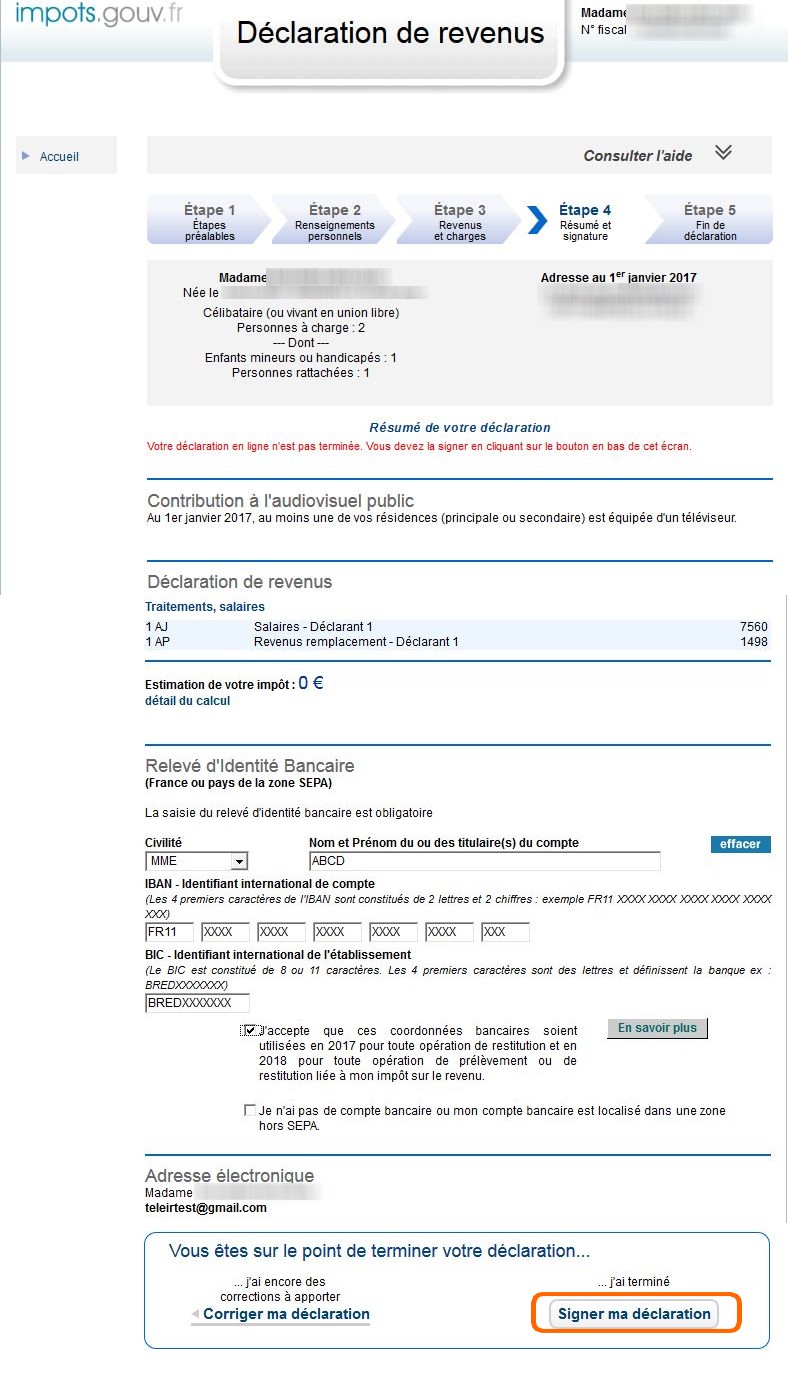 impots.gouv.fr
Déclaration de revenus
Madame
N° fiscal
Accueil
Consulter l'aide
Étape 1
Étapes
préalables
Étape 2
Renseignements
personnels
Étape 3
Revenus
et charges
Étape 4
Résumé et
signature
Étape 5
Fin de
déclaration
Madame
Née le
Célibataire (ou vivant en union libre)
Personnes à charge : 2
--- Dont ---
Enfants mineurs ou handicapés : 1
Personnes rattachées : 1
Adresse au 1er janvier 2017
Résumé de votre déclaration
Votre déclaration en ligne n'est pas terminée. Vous devez la signer en cliquant sur le bouton en bas de cet écran.
Contribution à l'audiovisuel public
Au 1er janvier 2017, au moins une de vos résidences (principale ou secondaire) est équipée d'un téléviseur.
Déclaration de revenus
Traitements, salaires
1 AJ Salaires - Déclarant 1 7560
1 AP Revenus remplacement - Déclarant 1 1498
Estimation de votre impôt : 0 €
détail du calcul
Relevé d'Identité Bancaire
(France ou pays de la zone SEPA)
La saisie du relevé d'identité bancaire est obligatoire
Civilité Nom et Prénom du ou des titulaire(s) du compte effacer
MME ABCD
IBAN - Identifiant international de compte
(Les 4 premiers caractères de l'IBAN sont constitués de 2 lettres et 2 chiffres : exemple FR11 XXXX XXXX XXXX XXXX XXXX
XXX)
FR11 XXXX XXXX XXXX XXXX XXXX XXX
BIC - Identifiant international de l'établissement
(Le BIC est constitué de 8 ou 11 caractères. Les 4 premiers caractères sont des lettres et définissent la banque ex :
BREDXXXXXXX)
BREDXXXXXXX
J'accepte que ces coordonnées bancaires soient
utilisées en 2017 pour toute opération de restitution et en
2018 pour toute opération de prélèvement ou de
restitution liée à mon impôt sur le revenu.
En savoir plus
Je n'ai pas de compte bancaire ou mon compte bancaire est localisé dans une zone
hors SEPA.
Adresse électronique
Madame
teleirtest@gmail.com
Vous êtes sur le point de terminer votre déclaration...
... j'ai encore des
corrections à apporter
Corriger ma déclaration
... j'ai terminé
Signer ma déclaration